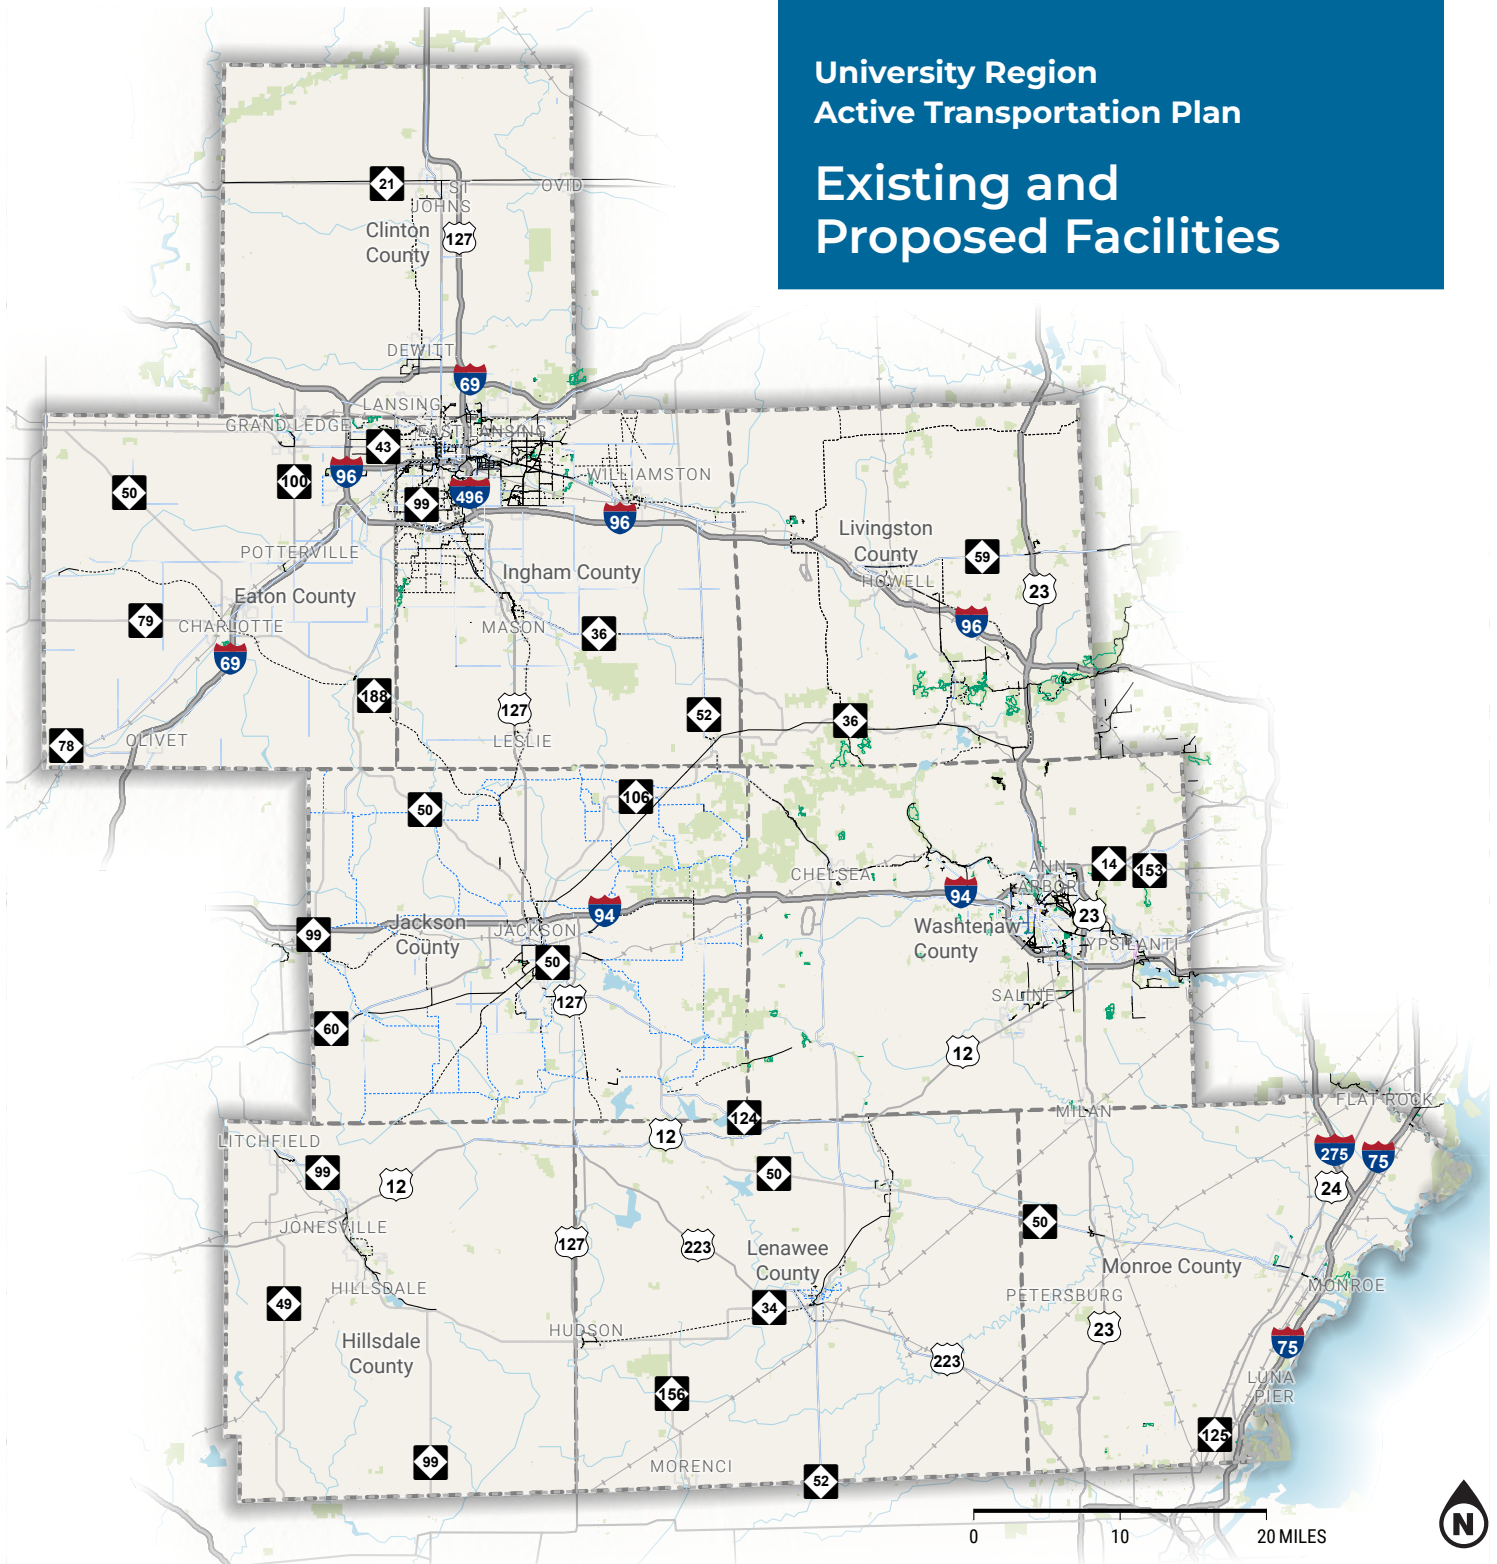 University Region
Active Transportation Plan
Existing and
Proposed Facilities
21
ST
JOHNS
OVID
Clinton
County
127
DEWITT
69
LANSING
GRAND LEDGE
EAST LANSING
43
96
100
50
99
496
WILLIAMSTON
96
Livingston
County
59
HOWELL
23
96
POTTERVILLE
Ingham County
Eaton County
79
CHARLOTTE
69
MASON
36
188
127
52
36
78
OLIVET
LESLIE
50
106
CHELSEA
ANN
ARBOR
14
153
94
94
23
99
Jackson
County
JACKSON
50
Washtenaw
County
YPSILANTI
127
SALINE
60
12
124
MILAN
FLAT ROCK
LITCHFIELD
12
99
12
50
275
75
24
JONESVILLE
127
223
Lenawee
County
50
Monroe County
HILLSDALE
49
34
PETERSBURG
MONROE
HUDSON
23
Hillsdale
County
223
75
156
LUNA
PIER
125
99
MORENCI
52
0
10
20 MILES
N